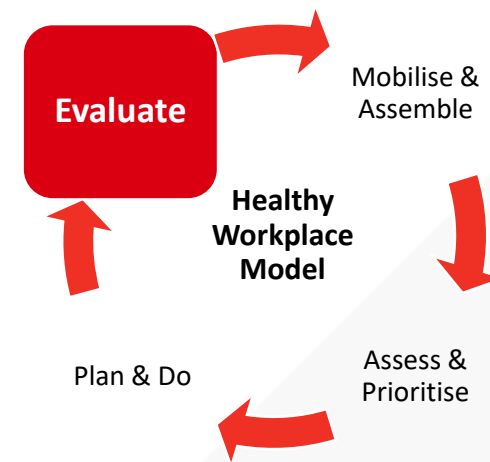 Evaluate
Mobilise &
Assemble
Healthy
Workplace
Model
Assess &
Prioritise
Plan & Do